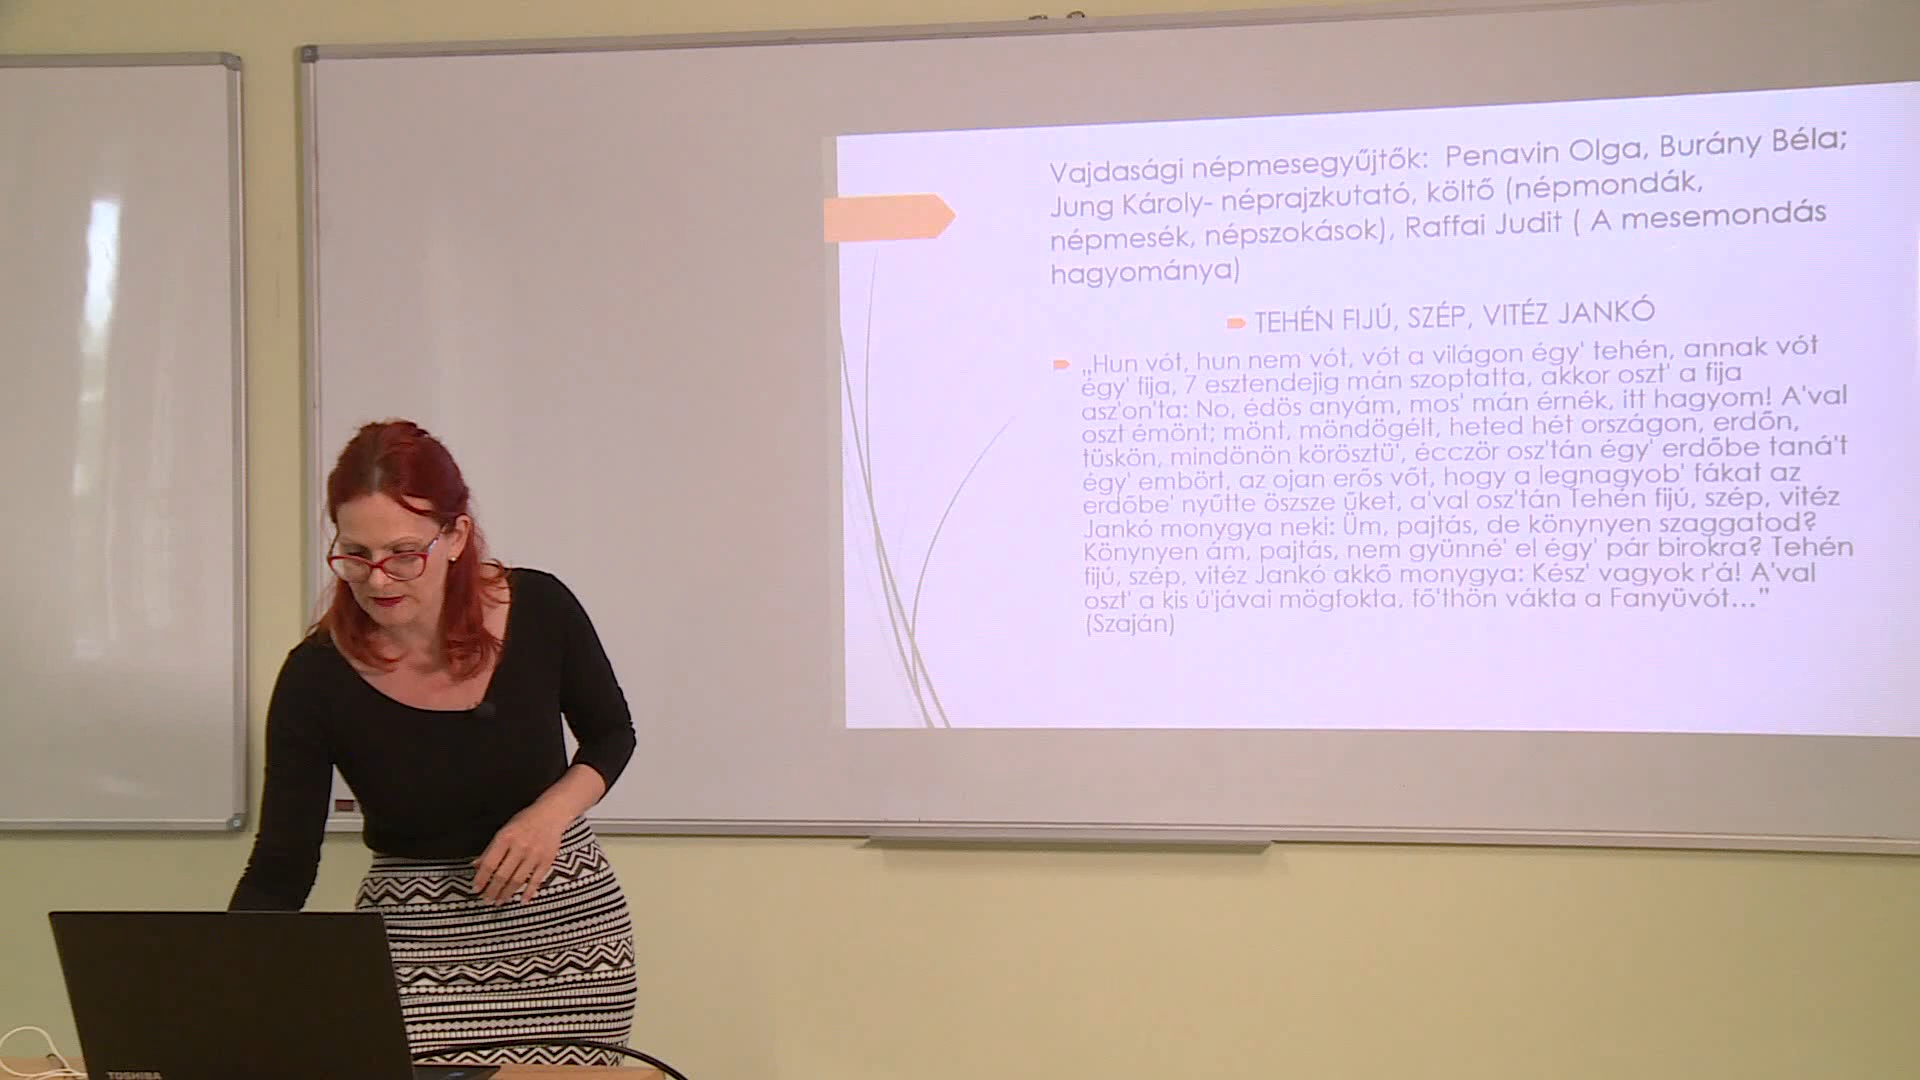 Vajdasági népmesegyűjtők: Penavin Olga, Burány Béla;
Jung Károly- néprajzkutató, költő (népmondák,
népmesék, népszokások), Raffai Judit ( A mesemondás
hagyománya)
TEHÉN FIJÚ, SZÉP, VITÉZ JANKÓ
„Hun vót, hun nem vót, vót a világon égy' tehén, annak vót
égy' fija, 7 esztendejig mán szoptatta, akkor oszt' a fija
asz'on'ta: No, édös anyám, mos' mán érnék, itt hagyom! A'val
oszt émönt; mönt, möndögélt, heted hét országon, erdőn,
tüskön, mindönön körösztü', écczör osz'tán égy' erdőbe taná't
égy' embört, az ojan erős vőt, hogy a legnagyob' fákat az
erdőbe' nyűtte öszsze űket, a'val osz'tán Tehén fijú, szép, vitéz
Jankó monygya neki: Üm, pajtás, de könynyen szaggatod?
Könynyen ám, pajtás, nem gyünné' el égy' pár birokra? Tehén
fijú, szép, vitéz Jankó akkő monygya: Kész' vagyok r'á! A'val
oszt' a kis ú'jávai mögfokta, fő'thön vákta a Fanyüvót…”
(Szaján)
TOSHIBA